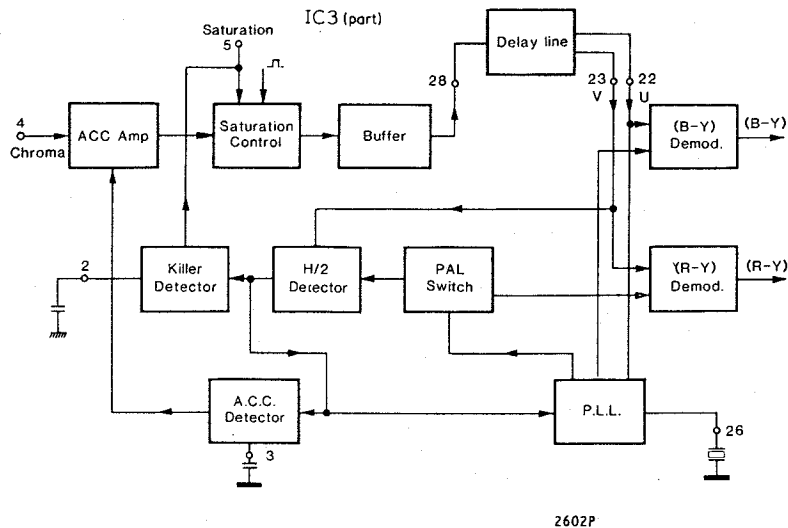 IC3 (part)
Saturation
5
Delay line
28
23
22
V
U
4
Chroma
ACC Amp
Saturation
Control
Buffer
(B-Y)
Demod.
(B-Y)
2
Killer
Detector
H/2
Detector
PAL
Switch
(R-Y)
Demod.
(R-Y)
A.C.C.
Detector
P.L.L.
3
26
2602P